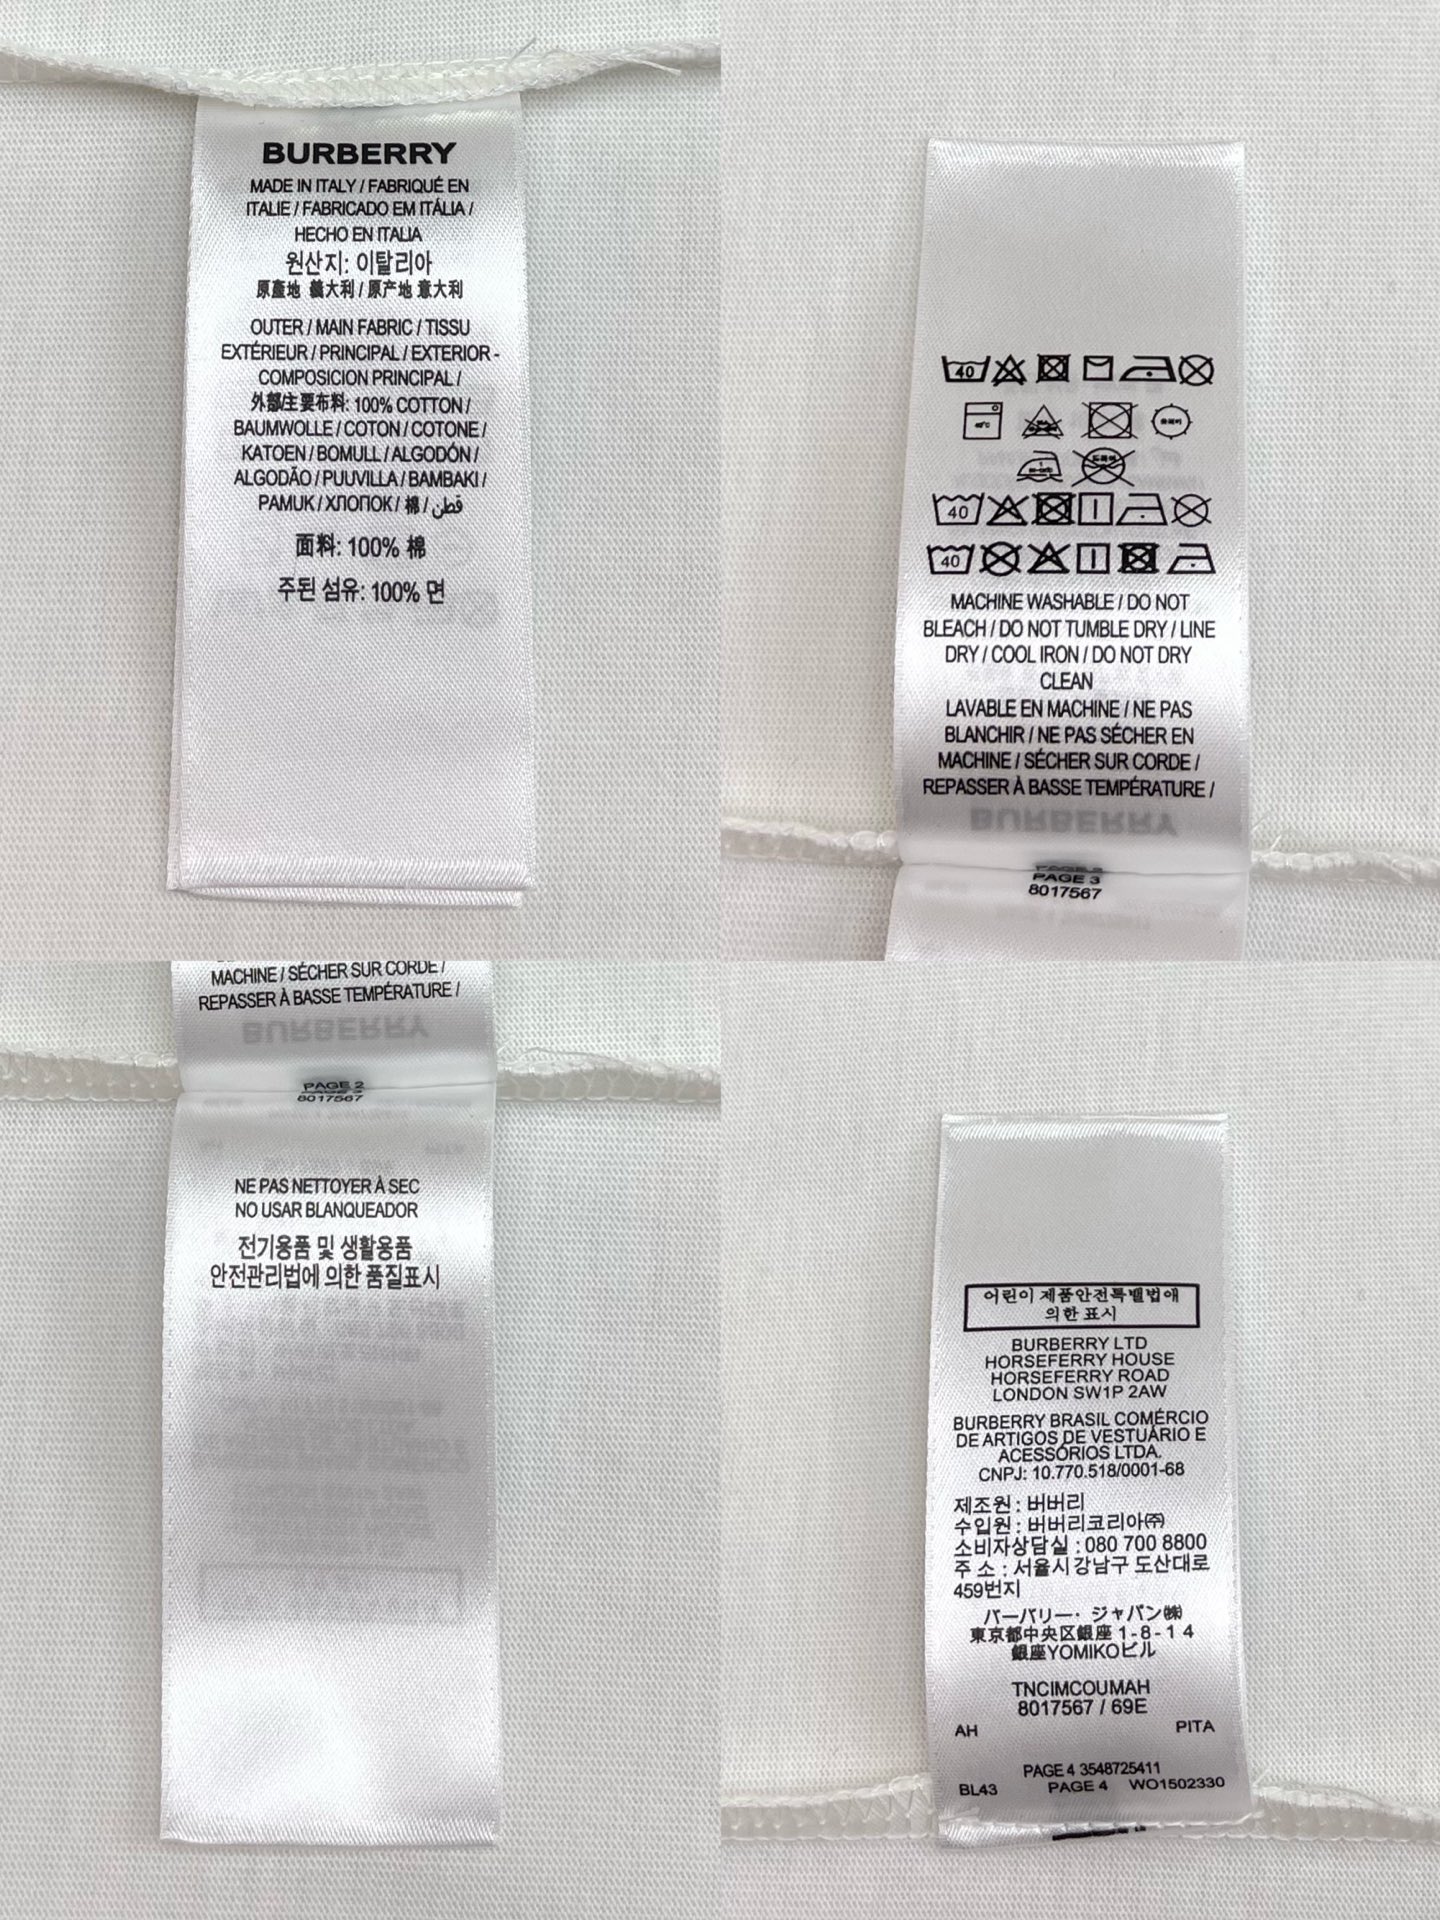 BURBERRY
MADE IN ITALY / FABRIQUÉ EN
ITALIE / FABRICADO EM ITÁLIA /
HECHO EN ITALIA
원산지: 이탈리아
原產地 義大利 / 原产地 意大利
OUTER / MAIN FABRIC / TISSU
EXTÉRIEUR / PRINCIPAL / EXTERIOR -
COMPOSICION PRINCIPAL /
外部/主要布料: 100% COTTON /
BAUMWOLLE / COTON / COTONE /
KATOEN / BOMULL / ALGODÓN /
ALGODÃO / PUUVILLA / BAMBAKI /
PAMUK / ХЛОПОК / 棉 / قطن
面料: 100% 棉
주된 섬유: 100% 면
40
40
40
MACHINE WASHABLE / DO NOT
BLEACH / DO NOT TUMBLE DRY / LINE
DRY / COOL IRON / DO NOT DRY
CLEAN
LAVABLE EN MACHINE / NE PAS
BLANCHIR / NE PAS SÉCHER EN
MACHINE / SÉCHER SUR CORDE /
REPASSER À BASSE TEMPÉRATURE /
PAGE 3
8017567
MACHINE / SÉCHER SUR CORDE /
REPASSER À BASSE TEMPÉRATURE /
PAGE 2
8017567
NE PAS NETTOYER À SEC
NO USAR BLANQUEADOR
전기용품 및 생활용품
안전관리법에 의한 품질표시
어린이 제품안전특별법애
의한 표시
BURBERRY LTD
HORSEFERRY HOUSE
HORSEFERRY ROAD
LONDON SW1P 2AW
BURBERRY BRASIL COMÉRCIO
DE ARTIGOS DE VESTUÁRIO E
ACESSÓRIOS LTDA.
CNPJ: 10.770.518/0001-68
제조원 : 버버리
수입원 : 버버리코리아㈜
소비자상담실 : 080 700 8800
주 소 : 서울시강남구 도산대로
459번지
バーバリー・ジャパン㈱
東京都中央区銀座 1-8-14
銀座YOMIKOビル
TNCIMCOUMAH
8017567 / 69E
AH PITA
PAGE 4 3548725411
BL43 PAGE 4 WO1502330